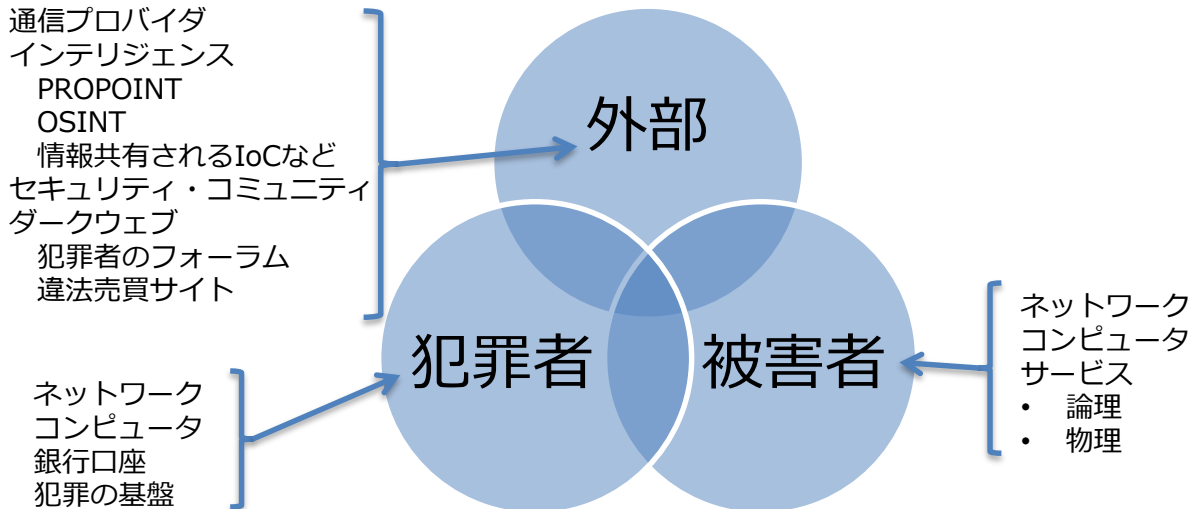 通信プロバイダ
インテリジェンス
PROPOINT
OSINT
情報共有されるIoCなど
セキュリティ・コミュニティ
ダークウェブ
犯罪者のフォーラム
違法売買サイト
外部
犯罪者
被害者
ネットワーク
コンピュータ
銀行口座
犯罪の基盤
ネットワーク
コンピュータ
サービス
• 論理
• 物理